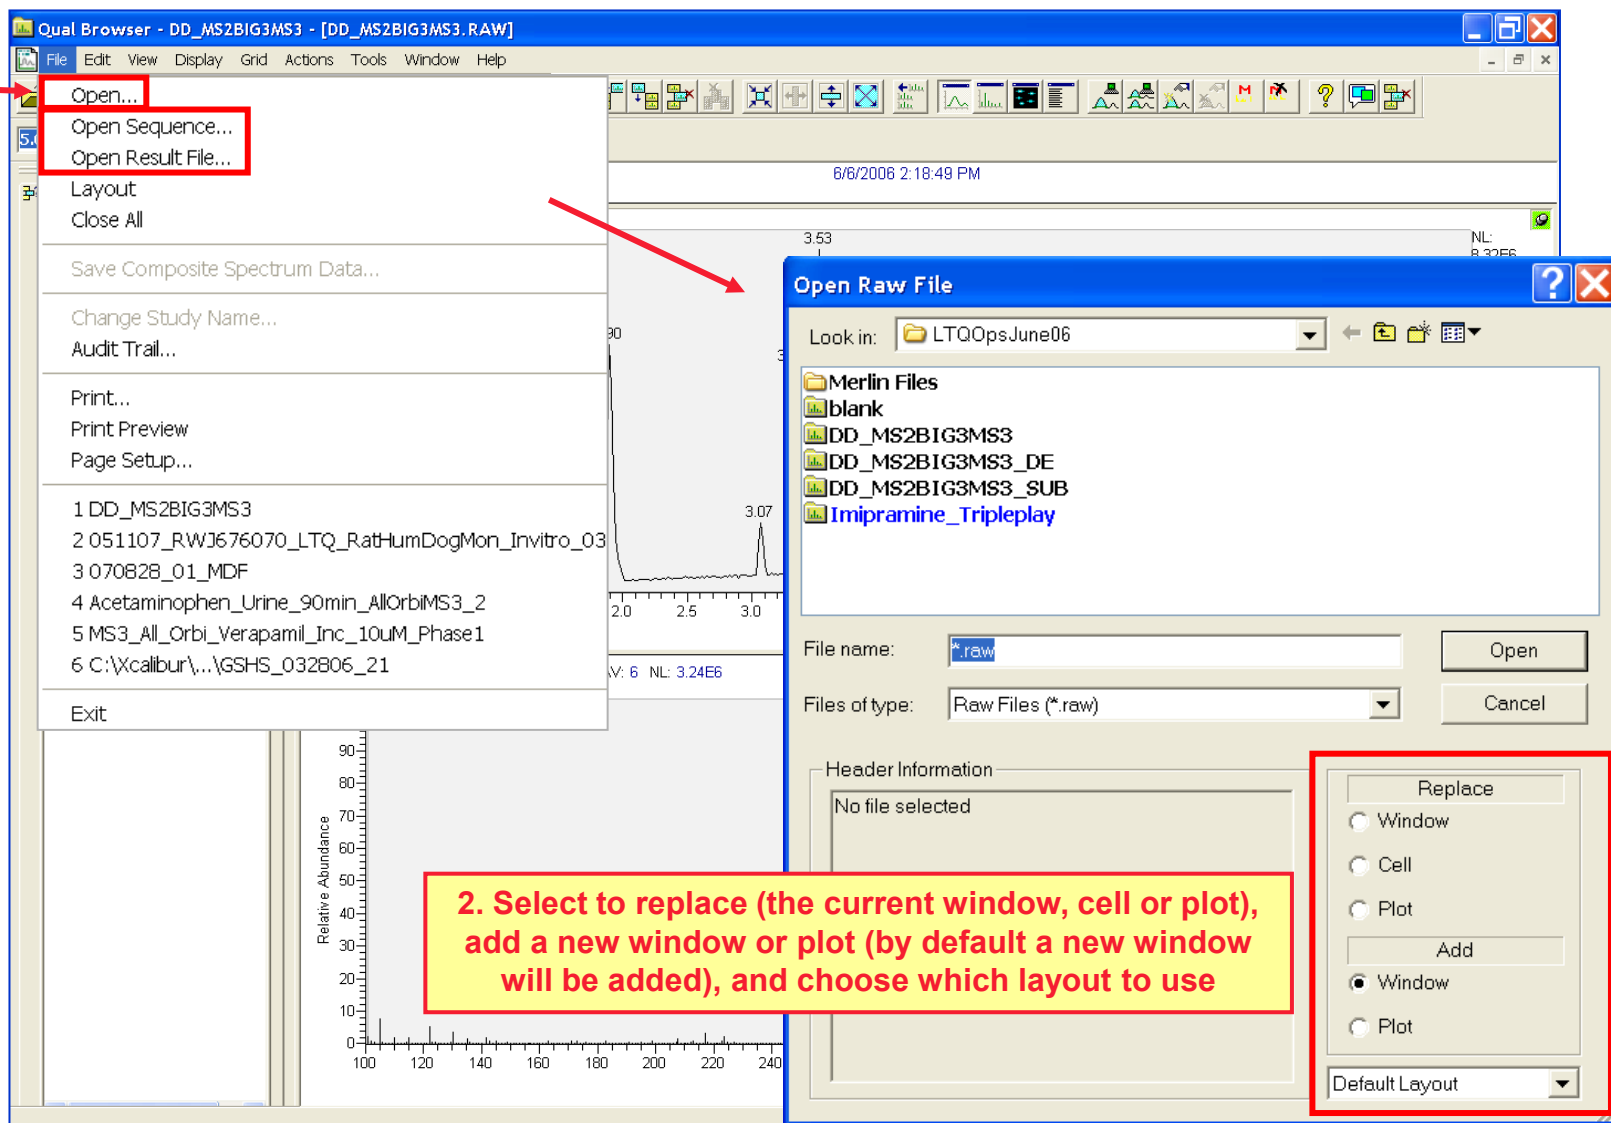 Qual Browser - DD_MS2BIG3MS3 - [DD_MS2BIG3MS3.RAW]
File Edit View Display Grid Actions Tools Window Help
Open...
Open Sequence...
Open Result File...
Layout
Close All
Save Composite Spectrum Data...
Change Study Name...
Audit Trail...
Print...
Print Preview
Page Setup...
1 DD_MS2BIG3MS3
2 051107_RWJ676070_LTQ_RatHumDogMon_Invitro_03
3 070828_01_MDF
4 Acetaminophen_Urine_90min_AllOrbiMS3_2
5 MS3_All_Orbi_Verapamil_Inc_10uM_Phase1
6 C:\Xcalibur\...\GSHS_032806_21
Exit
6/6/2006 2:18:49 PM
3.53
NL:
8.32E6
90
3.07
2.0 2.5 3.0
AV: 6 NL: 3.24E6
Relative Abundance
90
80
70
60
50
40
30
20
10
0
100 120 140 160 180 200 220 240
Open Raw File
Look in: LTQOpsJune06
Merlin Files
blank
DD_MS2BIG3MS3
DD_MS2BIG3MS3_DE
DD_MS2BIG3MS3_SUB
Imipramine_Tripleplay
File name: *.raw Open
Files of type: Raw Files (*.raw) Cancel
Header Information
No file selected
Replace
Window
Cell
Plot
Add
Window
Plot
Default Layout
2. Select to replace (the current window, cell or plot),
add a new window or plot (by default a new window
will be added), and choose which layout to use